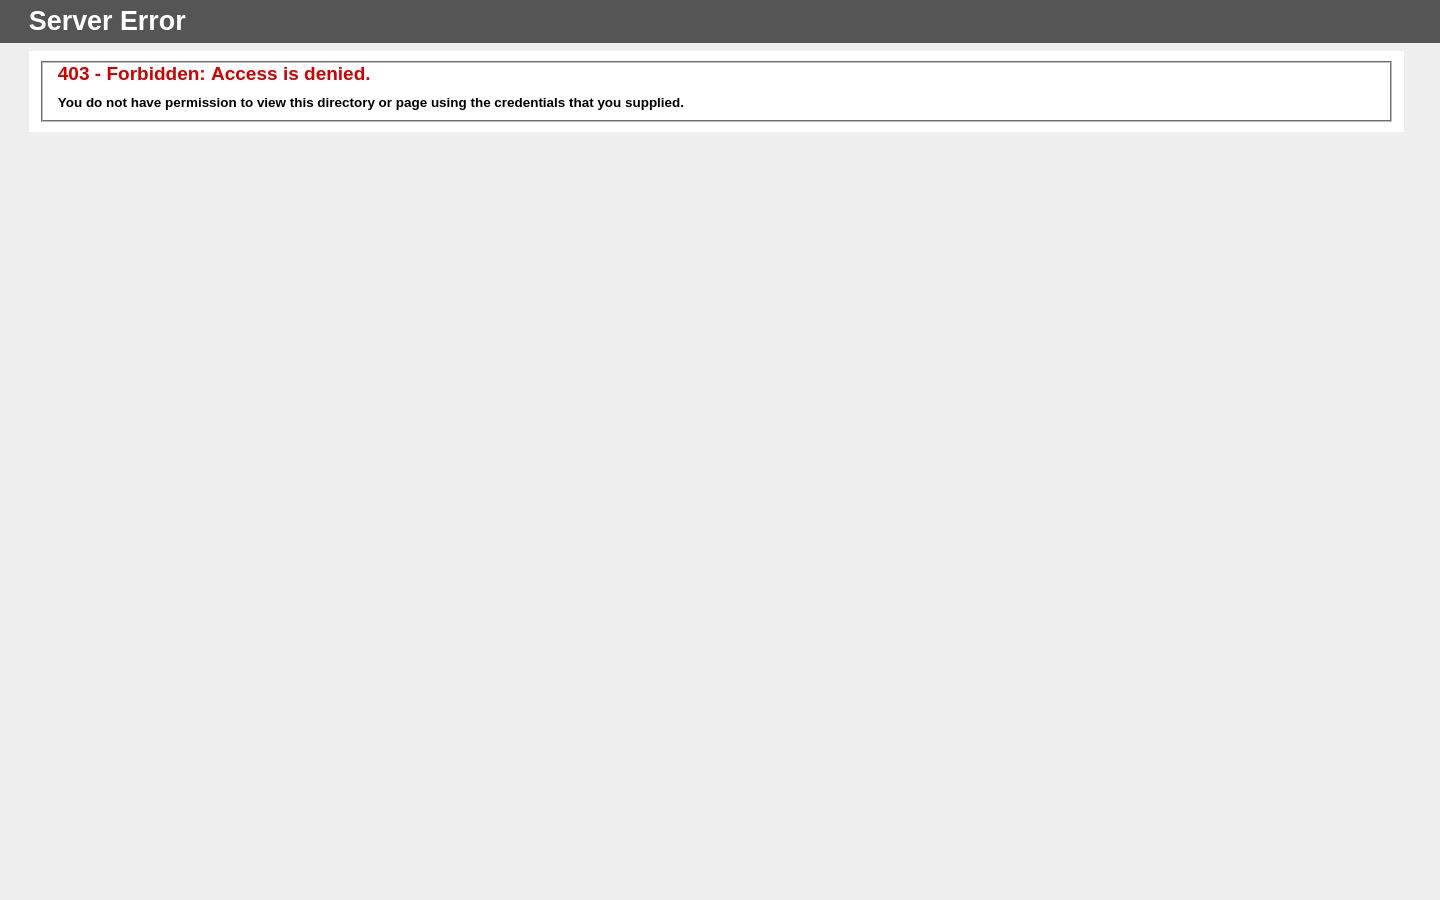 Server Error
403 - Forbidden: Access is denied.
You do not have permission to view this directory or page using the credentials that you supplied.